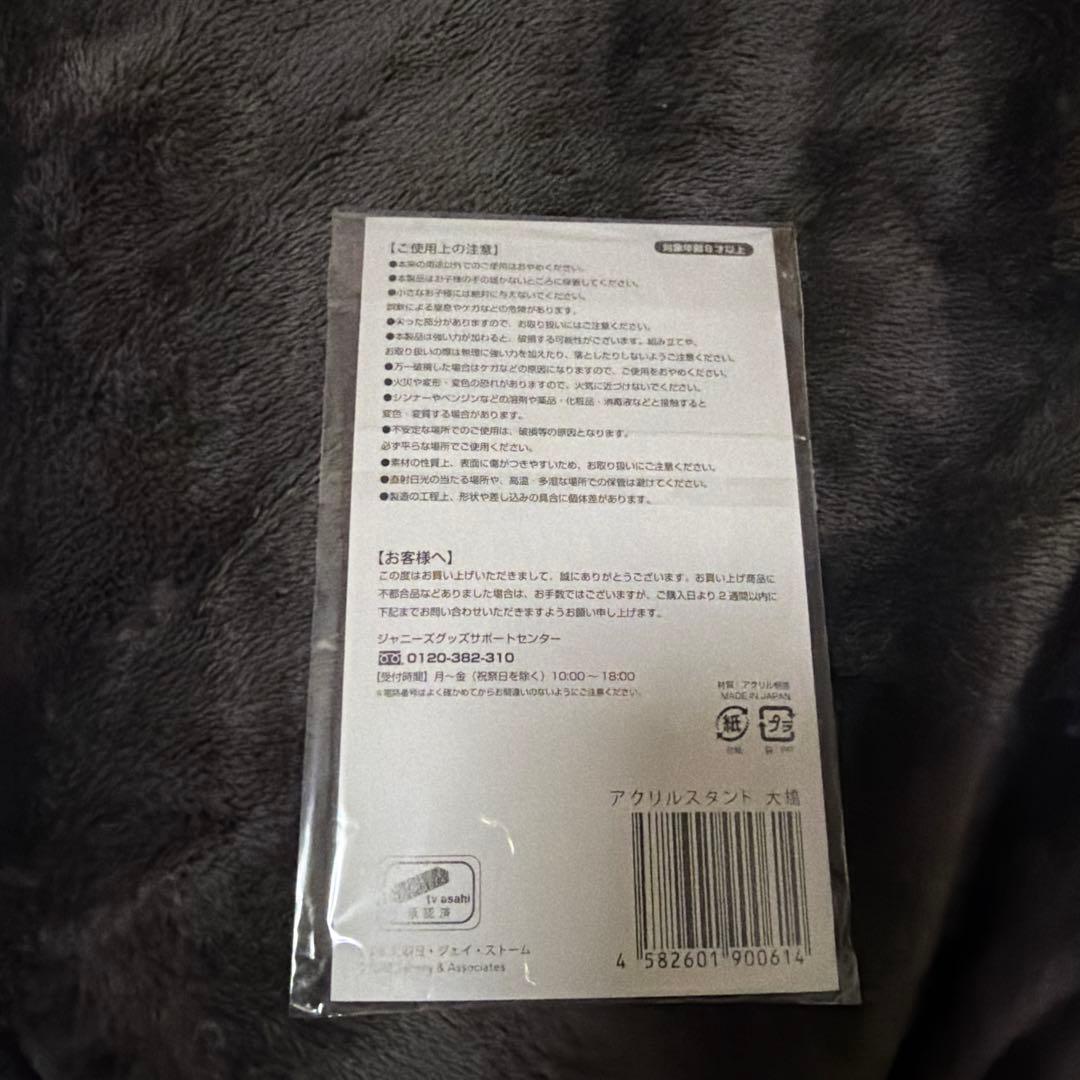 【ご使用上の注意】
対象年齢8才以上
●本来の用途以外でのご使用はおやめください。
●本製品はお子様の手の届かないところに保管してください。
●小さなお子様には絶対に与えないでください。
誤飲による窒息やケガなどの危険があります。
●尖った部分がありますので、お取り扱いにはご注意ください。
●本製品は強い力が加わると、破損する可能性がございます。組み立てや、
お取り扱いの際は無理に強い力を加えたり、落としたりしないようご注意ください。
●万一破損した場合はケガなどの原因になりますので、ご使用をおやめください。
●火災や変形・変色の恐れがありますので、火気に近づけないでください。
●シンナーやベンジンなどの溶剤や薬品・化粧品・消毒液などと接触すると
変色・変質する場合があります。
●不安定な場所でのご使用は、破損等の原因となります。
必ず平らな場所でご使用ください。
●素材の性質上、表面に傷がつきやすいため、お取り扱いにご注意ください。
●直射日光の当たる場所や、高温・多湿な場所での保管は避けてください。
●製造の工程上、形状や差し込みの具合に個体差があります。
【お客様へ】
この度はお買い上げいただきまして、誠にありがとうございます。お買い上げ商品に
不都合品などありました場合は、お手数ではございますが、ご購入日より2週間以内に
下記までお問い合わせいただきますようお願い申し上げます。
ジャニーズグッズサポートセンター
0120-382-310
【受付時間】月〜金（祝祭日を除く）10:00〜18:00
※電話番号はよく確かめてからお間違いのないようにご注意ください。
材質：アクリル樹脂
MADE IN JAPAN
紙 プラ
台紙 袋：PP
アクリルスタンド 大橋
tv asahi
承認済
・ジェイ・ストーム
& Associates
4 582601 900614